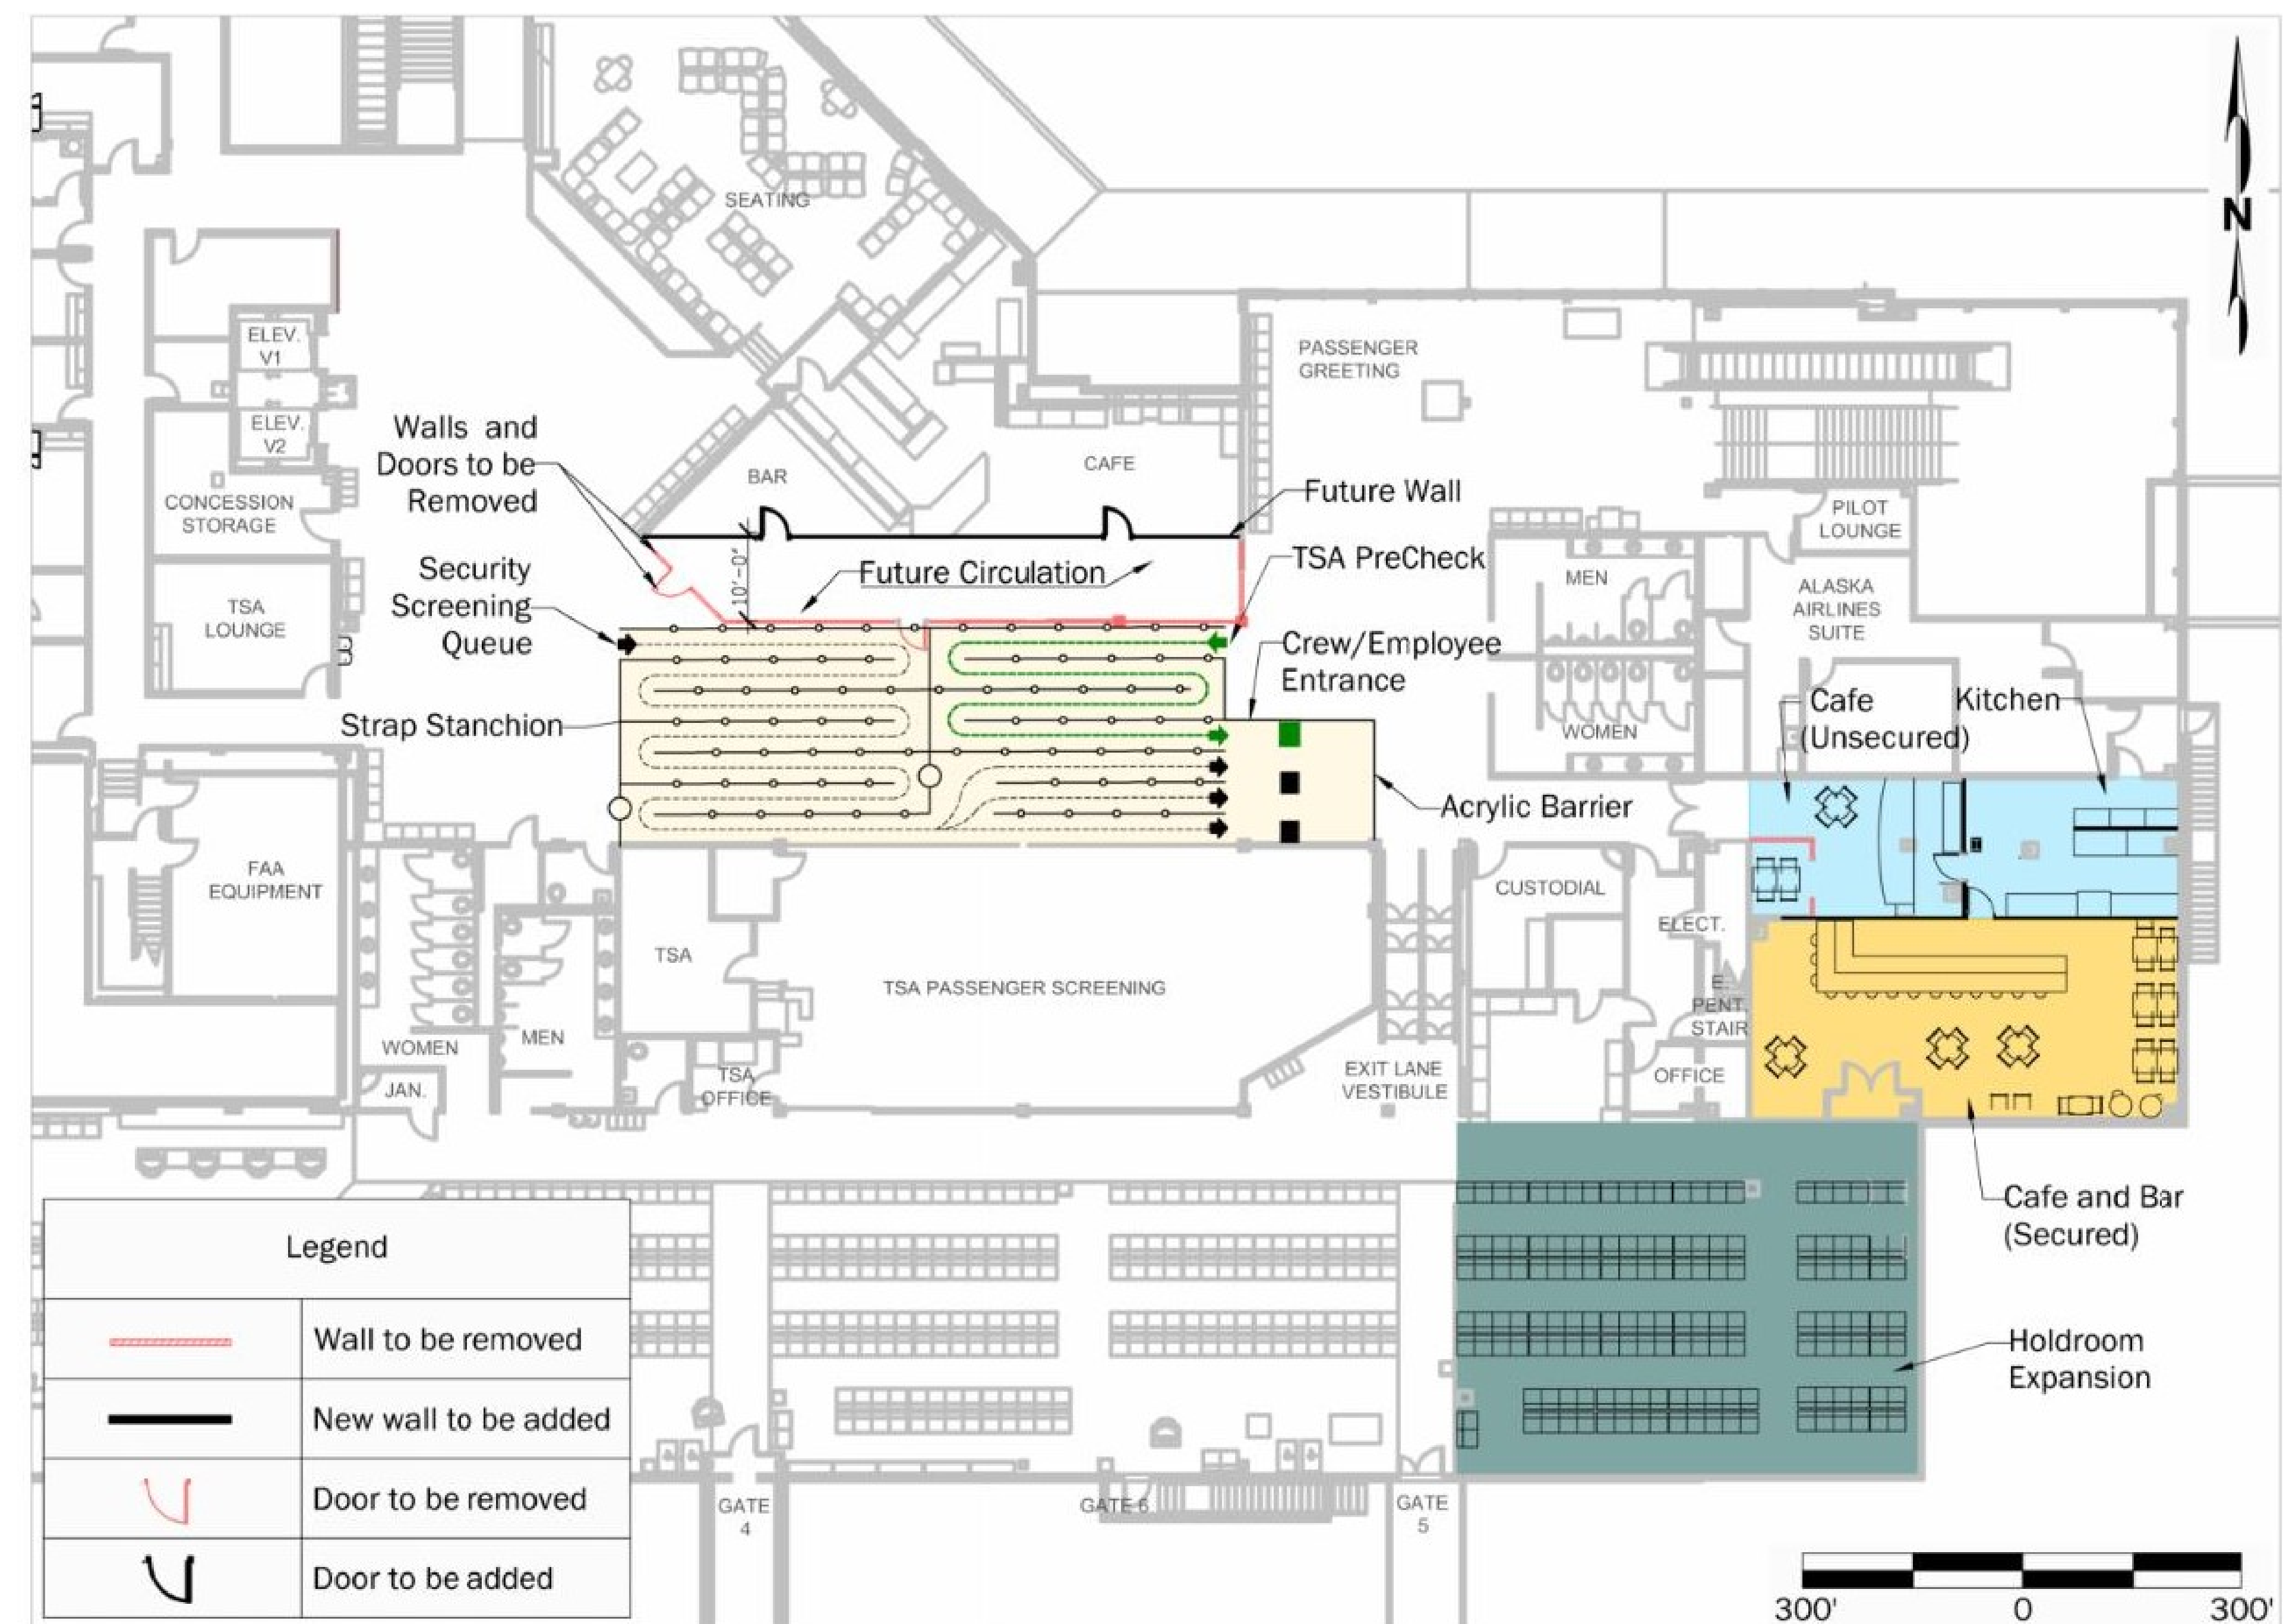 N
SEATING
ELEV.
V1
PASSENGER
GREETING
ELEV.
V2
Walls and
Doors to be
Removed
BAR
CAFE
CONCESSION
STORAGE
Future Wall
PILOT
LOUNGE
Security
Screening
Queue
10'-0"
Future Circulation
TSA PreCheck
MEN
ALASKA
AIRLINES
SUITE
TSA
LOUNGE
Crew/Employee
Entrance
Strap Stanchion
WOMEN
Cafe
(Unsecured)
Kitchen
Acrylic Barrier
FAA
EQUIPMENT
CUSTODIAL
ELECT.
TSA
TSA PASSENGER SCREENING
E.
PENT.
STAIR
WOMEN
MEN
JAN.
TSA
OFFICE
EXIT LANE
VESTIBULE
OFFICE
Cafe and Bar
(Secured)
Holdroom
Expansion
Legend
Wall to be removed
New wall to be added
Door to be removed
Door to be added
GATE
4
GATE 6
GATE
5
300' 0 300'